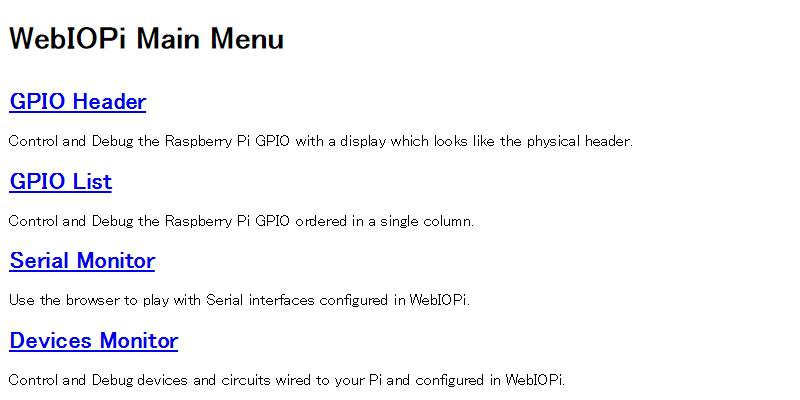 WebIOPi Main Menu
GPIO Header
Control and Debug the Raspberry Pi GPIO with a display which looks like the physical header.
GPIO List
Control and Debug the Raspberry Pi GPIO ordered in a single column.
Serial Monitor
Use the browser to play with Serial interfaces configured in WebIOPi.
Devices Monitor
Control and Debug devices and circuits wired to your Pi and configured in WebIOPi.